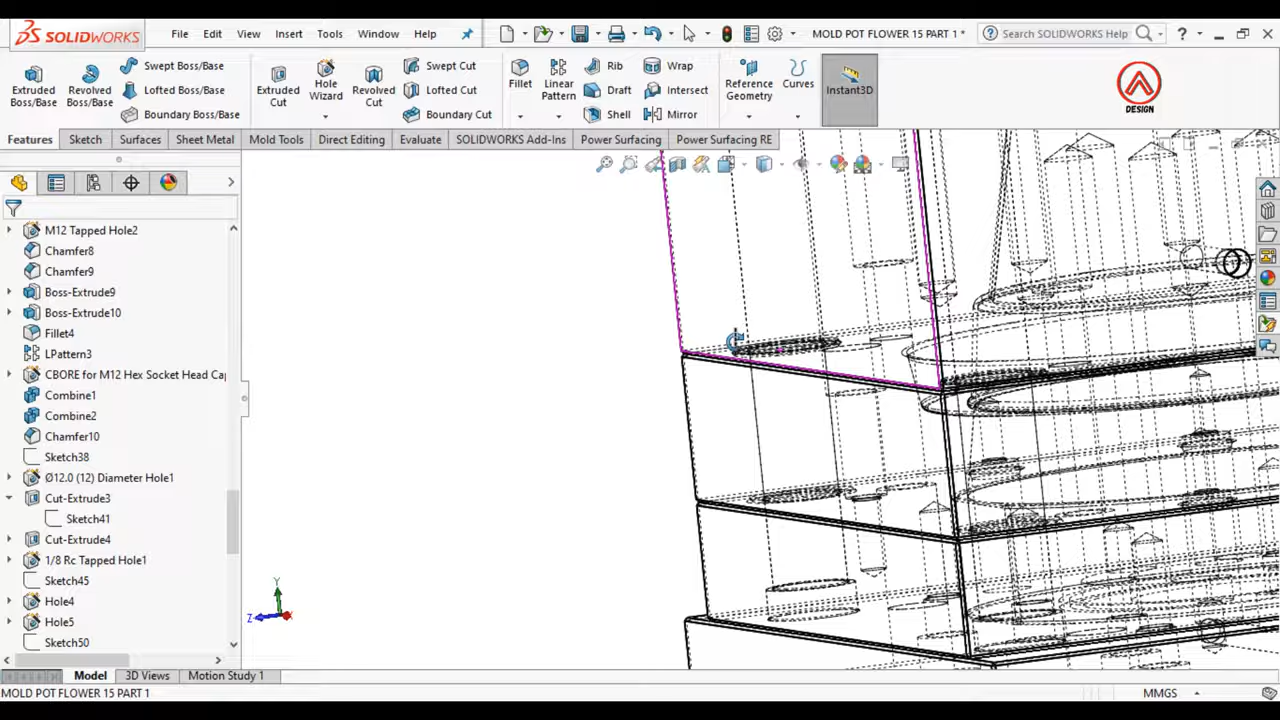 SOLIDWORKS File Edit View Insert Tools Window Help MOLD POT FLOWER 15 PART 1 * Search SOLIDWORKS Help ?
Extruded Boss/Base
Revolved Boss/Base
Swept Boss/Base
Lofted Boss/Base
Boundary Boss/Base
Extruded Cut
Hole Wizard
Revolved Cut
Swept Cut
Lofted Cut
Boundary Cut
Fillet
Linear Pattern
Rib
Draft
Shell
Wrap
Intersect
Mirror
Reference Geometry
Curves
Instant3D
DESIGN
Features Sketch Surfaces Sheet Metal Mold Tools Direct Editing Evaluate SOLIDWORKS Add-Ins Power Surfacing Power Surfacing RE
M12 Tapped Hole2
Chamfer8
Chamfer9
Boss-Extrude9
Boss-Extrude10
Fillet4
LPattern3
CBORE for M12 Hex Socket Head Cap
Combine1
Combine2
Chamfer10
Sketch38
Ø12.0 (12) Diameter Hole1
Cut-Extrude3
Sketch41
Cut-Extrude4
1/8 Rc Tapped Hole1
Sketch45
Hole4
Hole5
Sketch50
Y
Z
Model 3D Views Motion Study 1
MOLD POT FLOWER 15 PART 1 MMGS